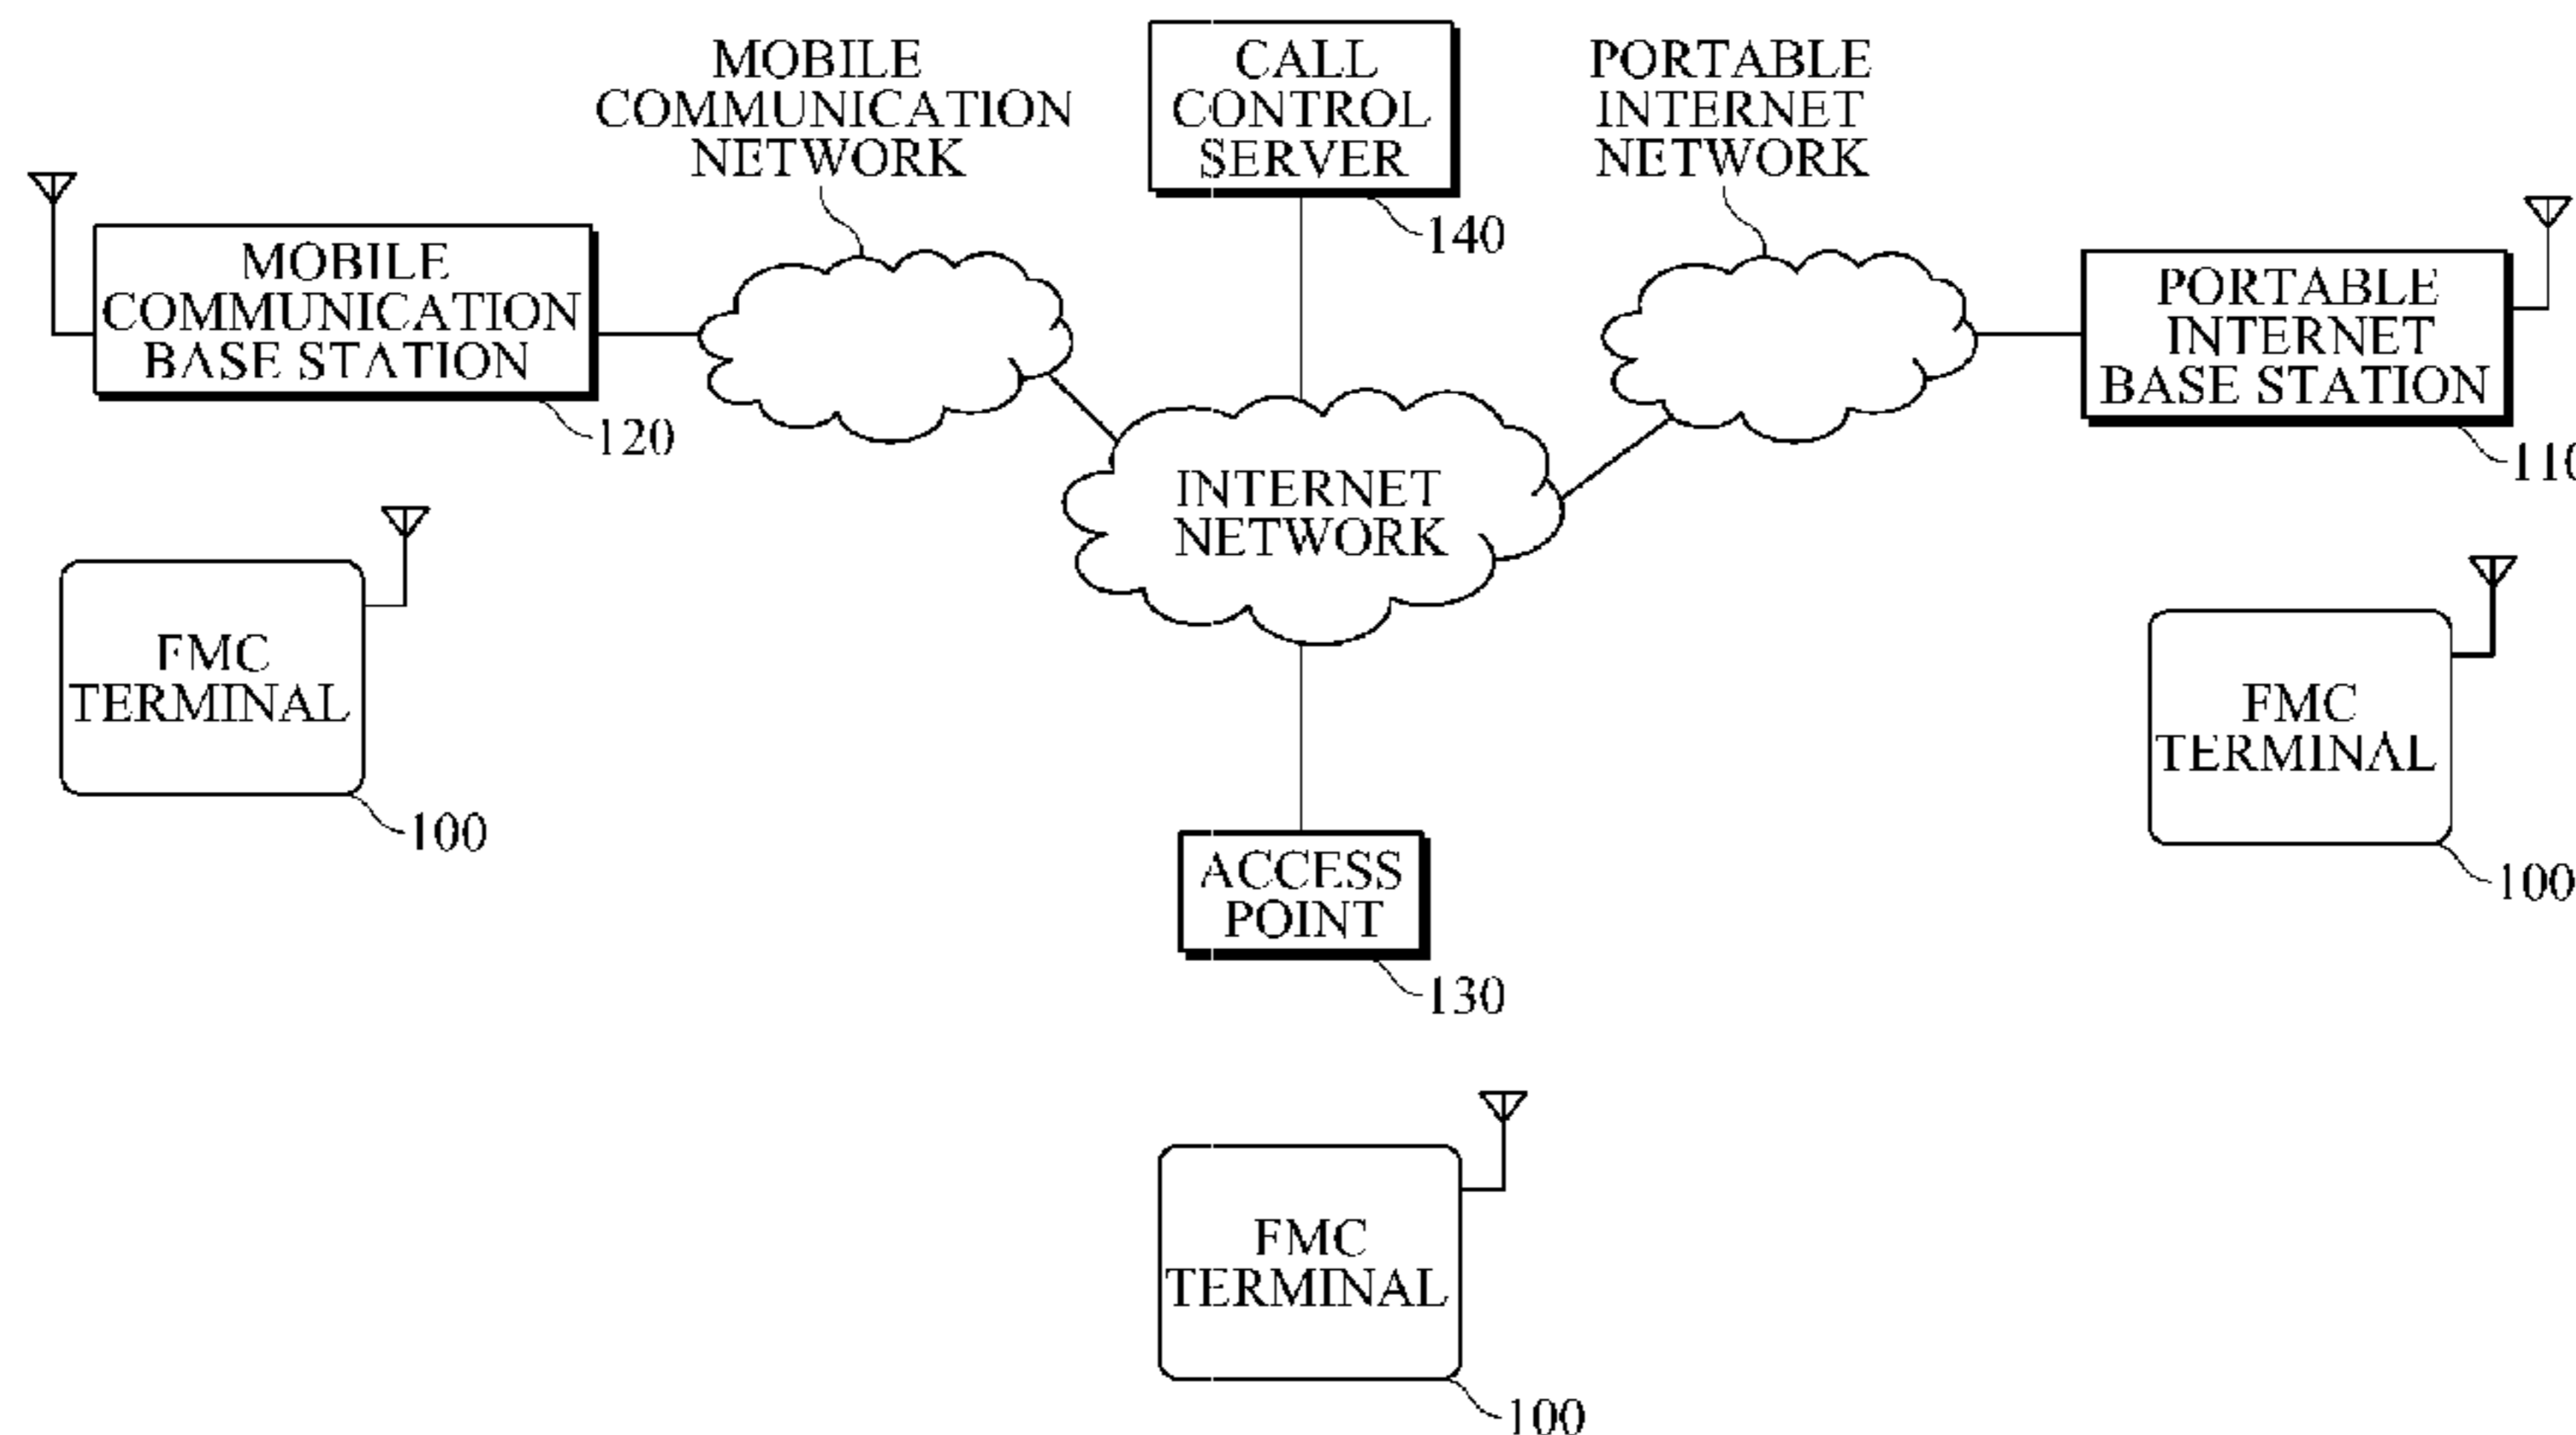 MOBILE
COMMUNICATION
NETWORK
CALL
CONTROL
SERVER
140
PORTABLE
INTERNET
NETWORK
MOBILE
COMMUNICATION
BASE STATION
120
PORTABLE
INTERNET
BASE STATION
110
INTERNET
NETWORK
FMC
TERMINAL
100
FMC
TERMINAL
100
ACCESS
POINT
130
FMC
TERMINAL
100